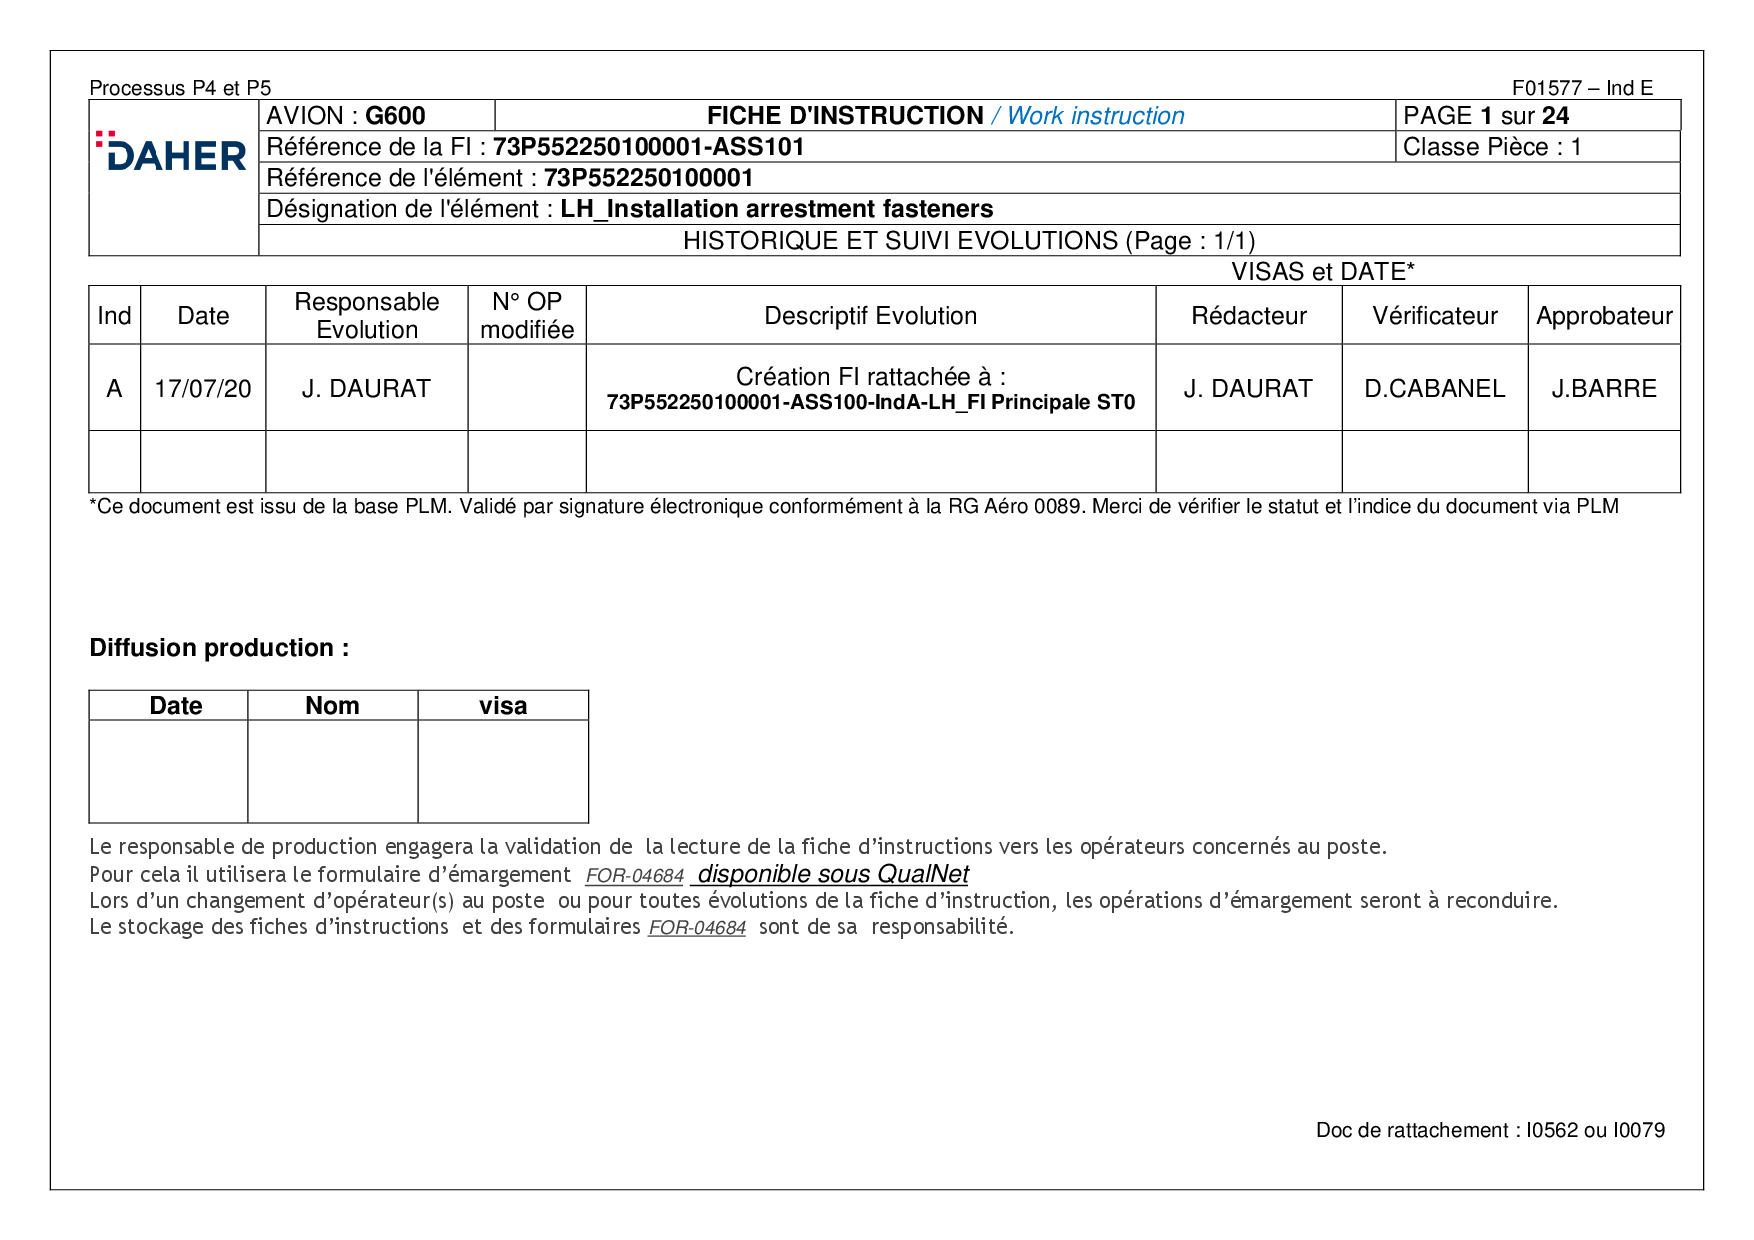 Processus P4 et P5
F01577 – Ind E
DAHER
AVION : G600
FICHE D'INSTRUCTION / Work instruction
PAGE 1 sur 24
Référence de la FI : 73P552250100001-ASS101
Classe Pièce : 1
Référence de l'élément : 73P552250100001
Désignation de l'élément : LH_Installation arrestment fasteners
HISTORIQUE ET SUIVI EVOLUTIONS (Page : 1/1)
VISAS et DATE*
Ind
Date
Responsable
Evolution
N° OP
modifiée
Descriptif Evolution
Rédacteur
Vérificateur
Approbateur
A
17/07/20
J. DAURAT
Création FI rattachée à :
73P552250100001-ASS100-IndA-LH_FI Principale ST0
J. DAURAT
D.CABANEL
J.BARRE
*Ce document est issu de la base PLM. Validé par signature électronique conformément à la RG Aéro 0089. Merci de vérifier le statut et l’indice du document via PLM
Diffusion production :
Date
Nom
visa
Le responsable de production engagera la validation de la lecture de la fiche d’instructions vers les opérateurs concernés au poste.
Pour cela il utilisera le formulaire d’émargement FOR-04684 disponible sous QualNet
Lors d’un changement d’opérateur(s) au poste ou pour toutes évolutions de la fiche d’instruction, les opérations d’émargement seront à reconduire.
Le stockage des fiches d’instructions et des formulaires FOR-04684 sont de sa responsabilité.
Doc de rattachement : I0562 ou I0079